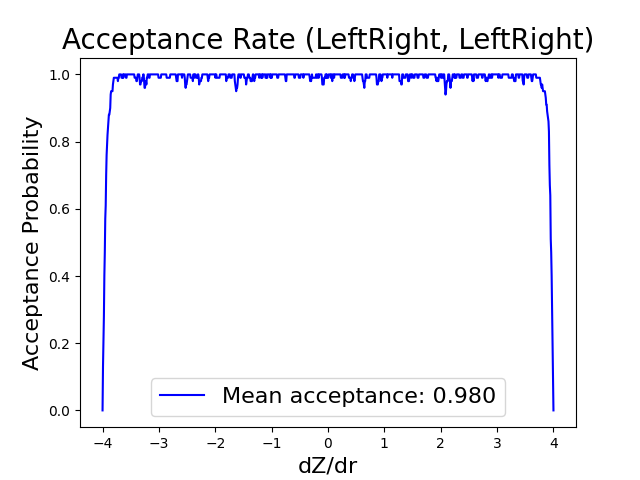 Acceptance Rate (LeftRight, LeftRight)
Acceptance Probability
1.0
0.8
0.6
0.4
0.2
0.0
Mean acceptance: 0.980
−4 −3 −2 −1 0 1 2 3 4
dZ/dr